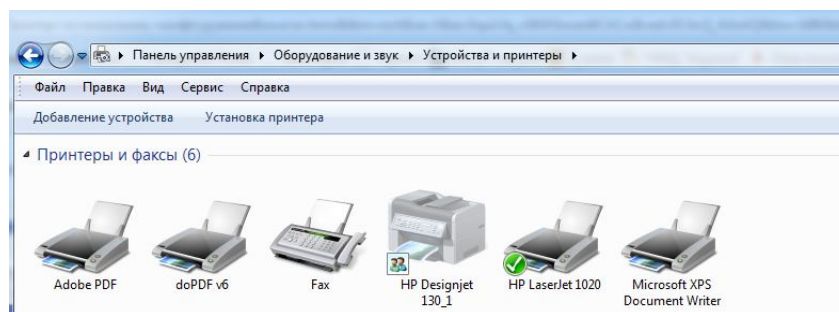 Панель управления ▸ Оборудование и звук ▸ Устройства и принтеры ▸
Файл Правка Вид Сервис Справка
Добавление устройства Установка принтера
Принтеры и факсы (6)
Adobe PDF
doPDF v6
Fax
HP Designjet
130_1
HP LaserJet 1020
Microsoft XPS
Document Writer